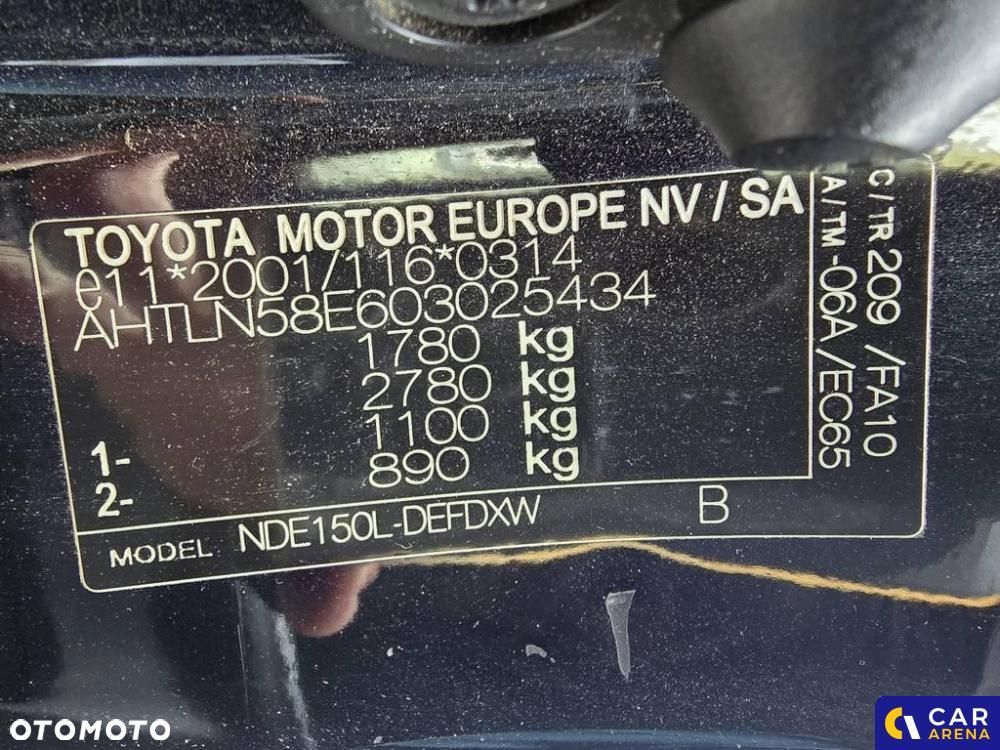 TOYOTA MOTOR EUROPE NV / SA
e11*2001/116*0314
AHTLN58E603025434
1780 kg
2780 kg
1- 1100 kg
2- 890 kg
MODEL NDE150L-DEFDXW B
C / TR 209 / FA10
A / TM -06A / EC65
OTOMOTO
CAR
ARENA